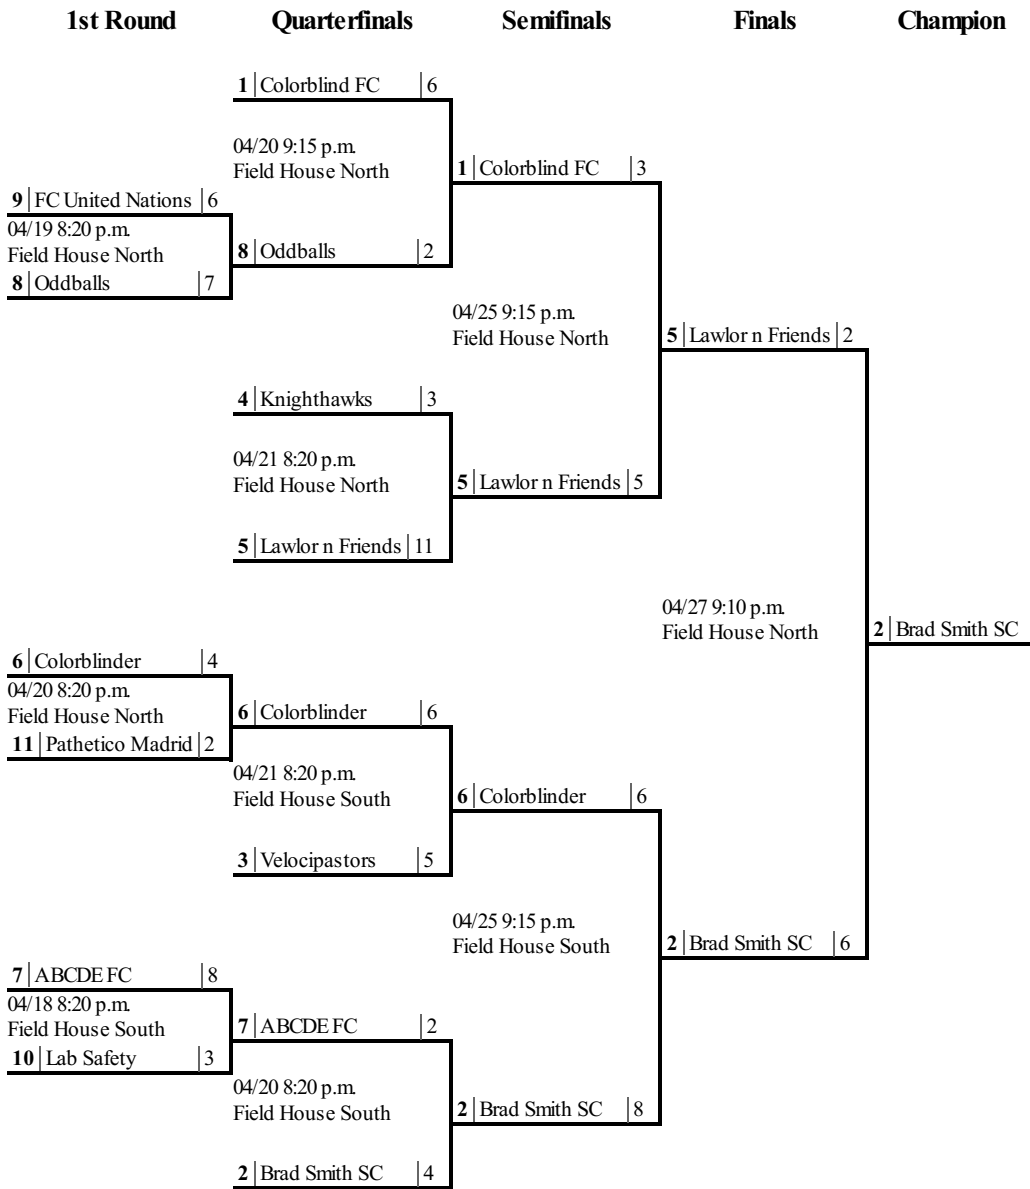 1st Round Quarterfinals Semifinals Finals Champion
1 Colorblind FC 6
04/20 9:15 p.m.
Field House North
1 Colorblind FC 3
9 FC United Nations 6
04/19 8:20 p.m.
Field House North
8 Oddballs 2
8 Oddballs 7
04/25 9:15 p.m.
Field House North
5 Lawlor n Friends 2
4 Knighthawks 3
04/21 8:20 p.m.
Field House North
5 Lawlor n Friends 5
5 Lawlor n Friends 11
04/27 9:10 p.m.
Field House North
2 Brad Smith SC
6 Colorblinder 4
04/20 8:20 p.m.
Field House North
6 Colorblinder 6
11 Pathetico Madrid 2
04/21 8:20 p.m.
Field House South
6 Colorblinder 6
3 Velocipastors 5
04/25 9:15 p.m.
Field House South
2 Brad Smith SC 6
7 ABCDE FC 8
04/18 8:20 p.m.
Field House South
7 ABCDE FC 2
10 Lab Safety 3
04/20 8:20 p.m.
Field House South
2 Brad Smith SC 8
2 Brad Smith SC 4